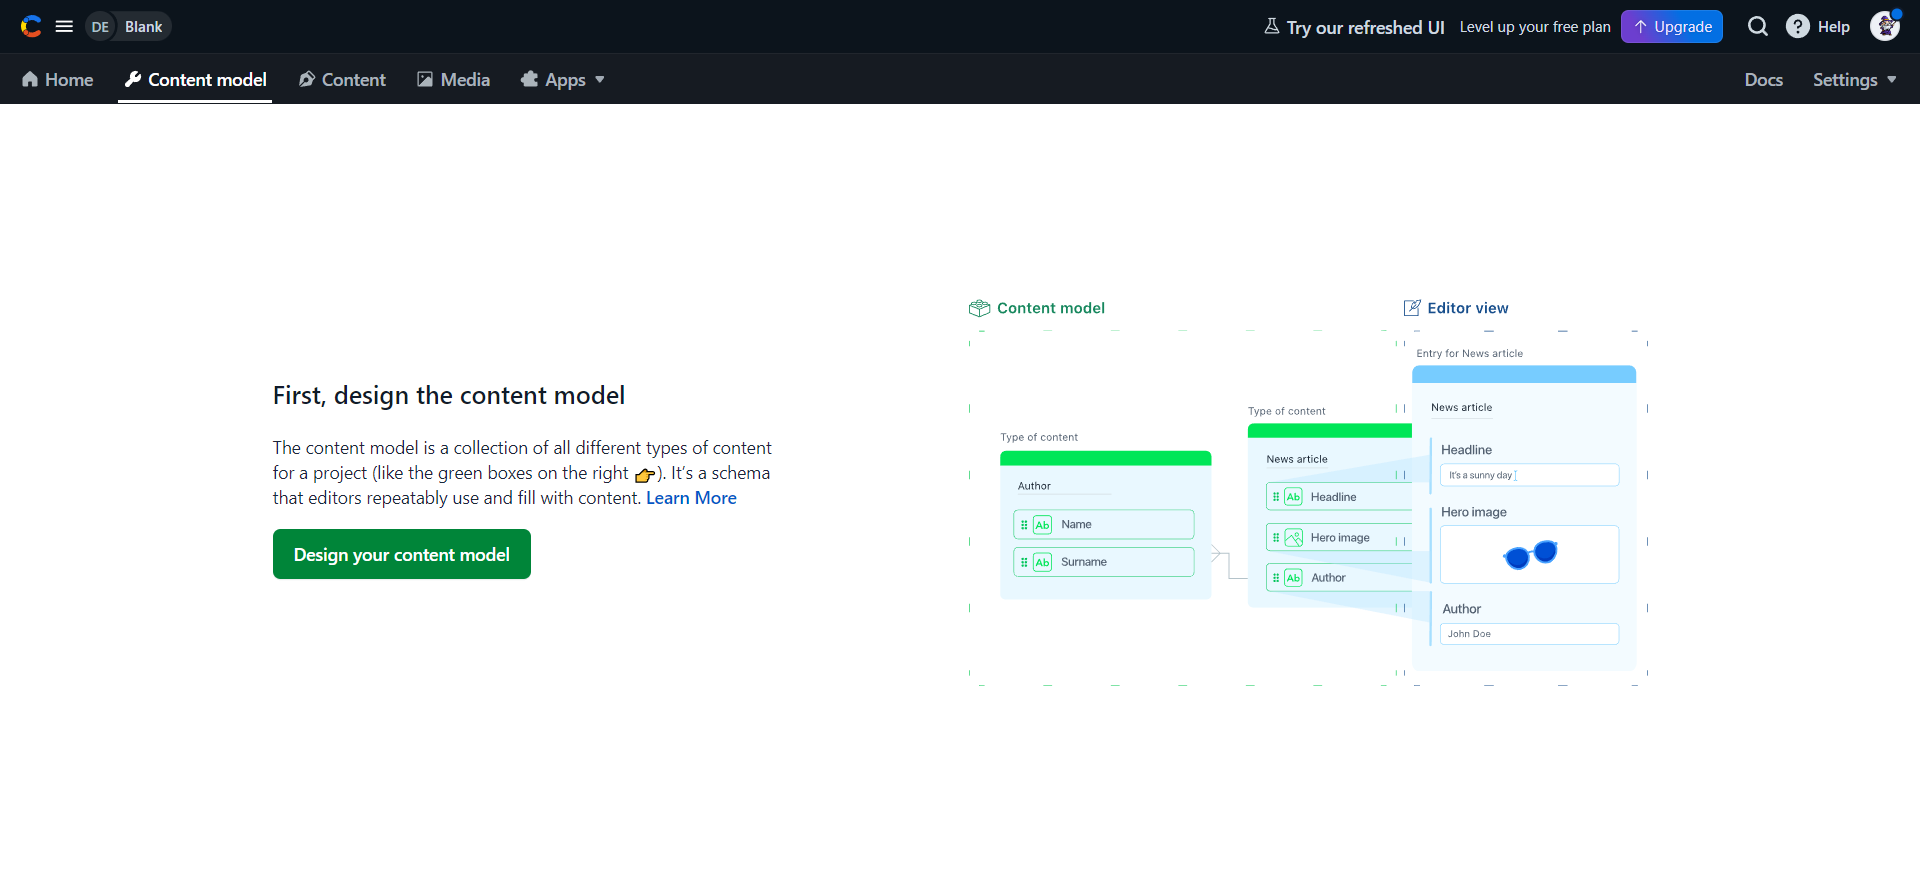 DE Blank
Try our refreshed UI Level up your free plan Upgrade Help
Home Content model Content Media Apps Docs Settings
First, design the content model
The content model is a collection of all different types of content
for a project (like the green boxes on the right 👉). It's a schema
that editors repeatably use and fill with content. Learn More
Design your content model
Content model
Type of content
Author
Ab Name
Ab Surname
Type of content
News article
Ab Headline
Hero image
Ab Author
Editor view
Entry for News article
News article
Headline
It's a sunny day
Hero image
Author
John Doe